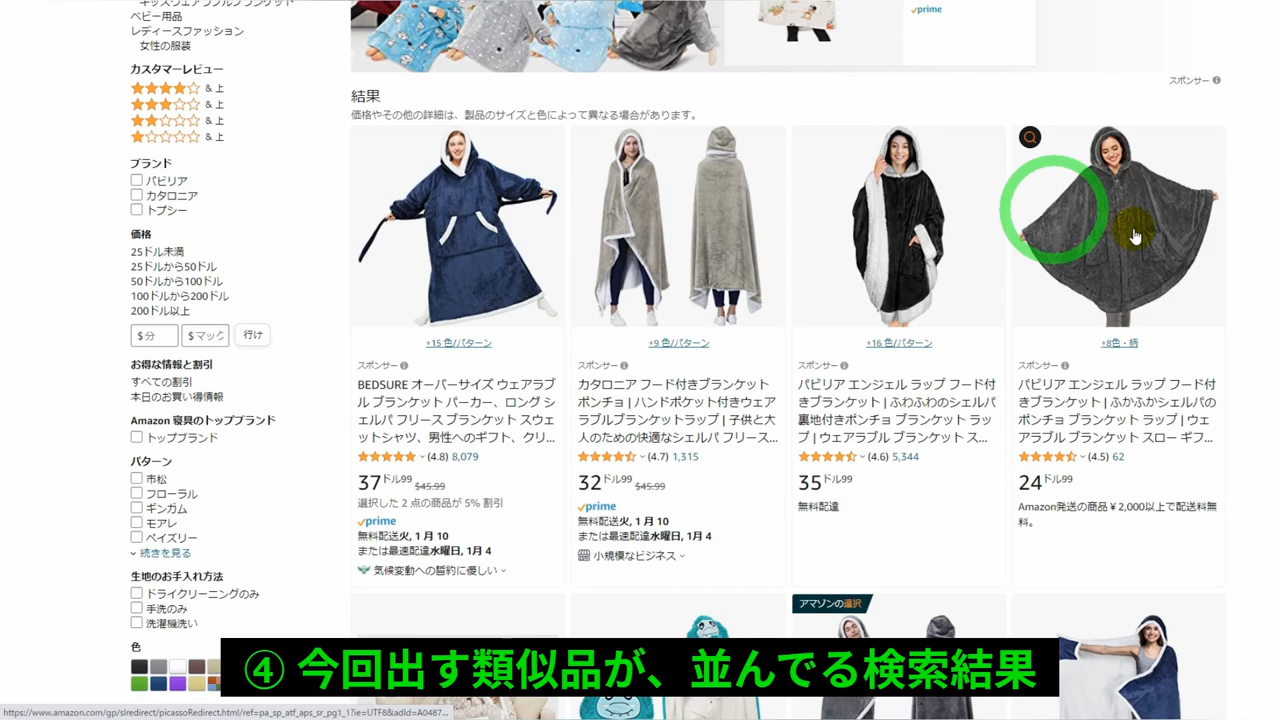 キッズウェアラブルブランケット
ベビー用品
レディースファッション
女性の服装
カスタマーレビュー
& 上
& 上
& 上
& 上
ブランド
パビリア
カタロニア
トプシー
価格
25ドル未満
25ドルから50ドル
50ドルから100ドル
100ドルから200ドル
200ドル以上
$分
$マック
行け
お得な情報と割引
すべての割引
本日のお買い得情報
Amazon 寝具のトップブランド
トップブランド
パターン
市松
フローラル
ギンガム
モアレ
ペイズリー
続きを見る
生地のお手入れ方法
ドライクリーニングのみ
手洗のみ
洗濯機洗い
色
prime
スポンサー
結果
価格やその他の詳細は、製品のサイズと色によって異なる場合があります。
+15 色/パターン
スポンサー
BEDSURE オーバーサイズ ウェアラブ
ル ブランケット パーカー、ロング シ
ェルパ フリース ブランケット スウェ
ットシャツ、男性へのギフト、クリ...
(4.8) 8,079
37ドル99 $45.99
選択した 2 点の商品が 5% 割引
prime
無料配送火, 1 月 10
または最速配達水曜日, 1月 4
気候変動への誓約に優しい
+9 色/パターン
スポンサー
カタロニア フード付きブランケット
ポンチョ | ハンドポケット付きウェア
ラブルブランケットラップ | 子供と大
人のための快適なシェルパ フリース...
(4.7) 1,315
32ドル99 $45.99
prime
無料配送火, 1 月 10
または最速配達水曜日, 1月 4
小規模なビジネス
+16 色/パターン
スポンサー
パビリア エンジェル ラップ フード付
きブランケット | ふわふわのシェルパ
裏地付きポンチョ ブランケット ラッ
プ | ウェアラブル ブランケット ス...
(4.6) 5,344
35ドル99
無料配達
+8色・柄
スポンサー
パビリア エンジェル ラップ フード付
きブランケット | ふかふかシェルパの
ポンチョ ブランケット ラップ | ウェ
アラブル ブランケット スロー ギフ...
(4.5) 62
24ドル99
Amazon発送の商品￥2,000以上で配送料無
料。
アマゾンの選択
④ 今回出す類似品が、並んでる検索結果
https://www.amazon.com/gp/slredirect/picassoRedirect.html/ref=pa_sp_atf_aps_sr_pg1_1?ie=UTF8&adId=A0487...